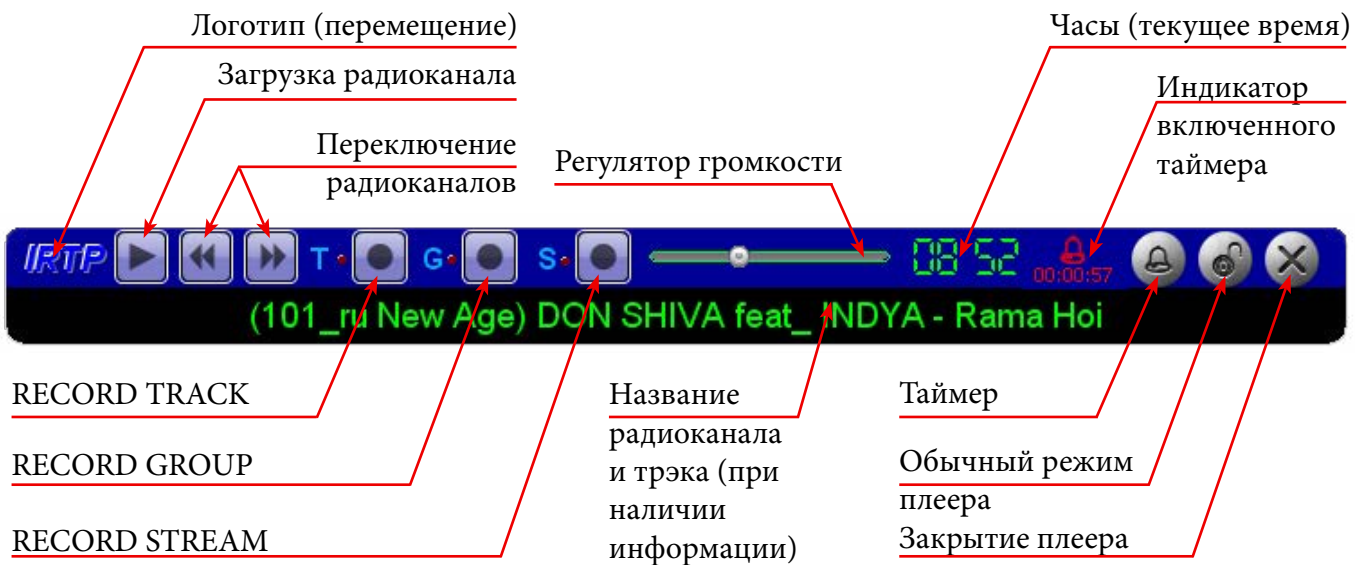 Логотип (перемещение)
Часы (текущее время)
Загрузка радиоканала
Индикатор
включенного
таймера
Переключение
радиоканалов
Регулятор громкости
IRTP T G S 08:52 00:00:57
(101_ru New Age) DON SHIVA feat_ INDYA - Rama Hoi
RECORD TRACK
RECORD GROUP
RECORD STREAM
Название
радиоканала
и трэка (при
наличии
информации)
Таймер
Обычный режим
плеера
Закрытие плеера